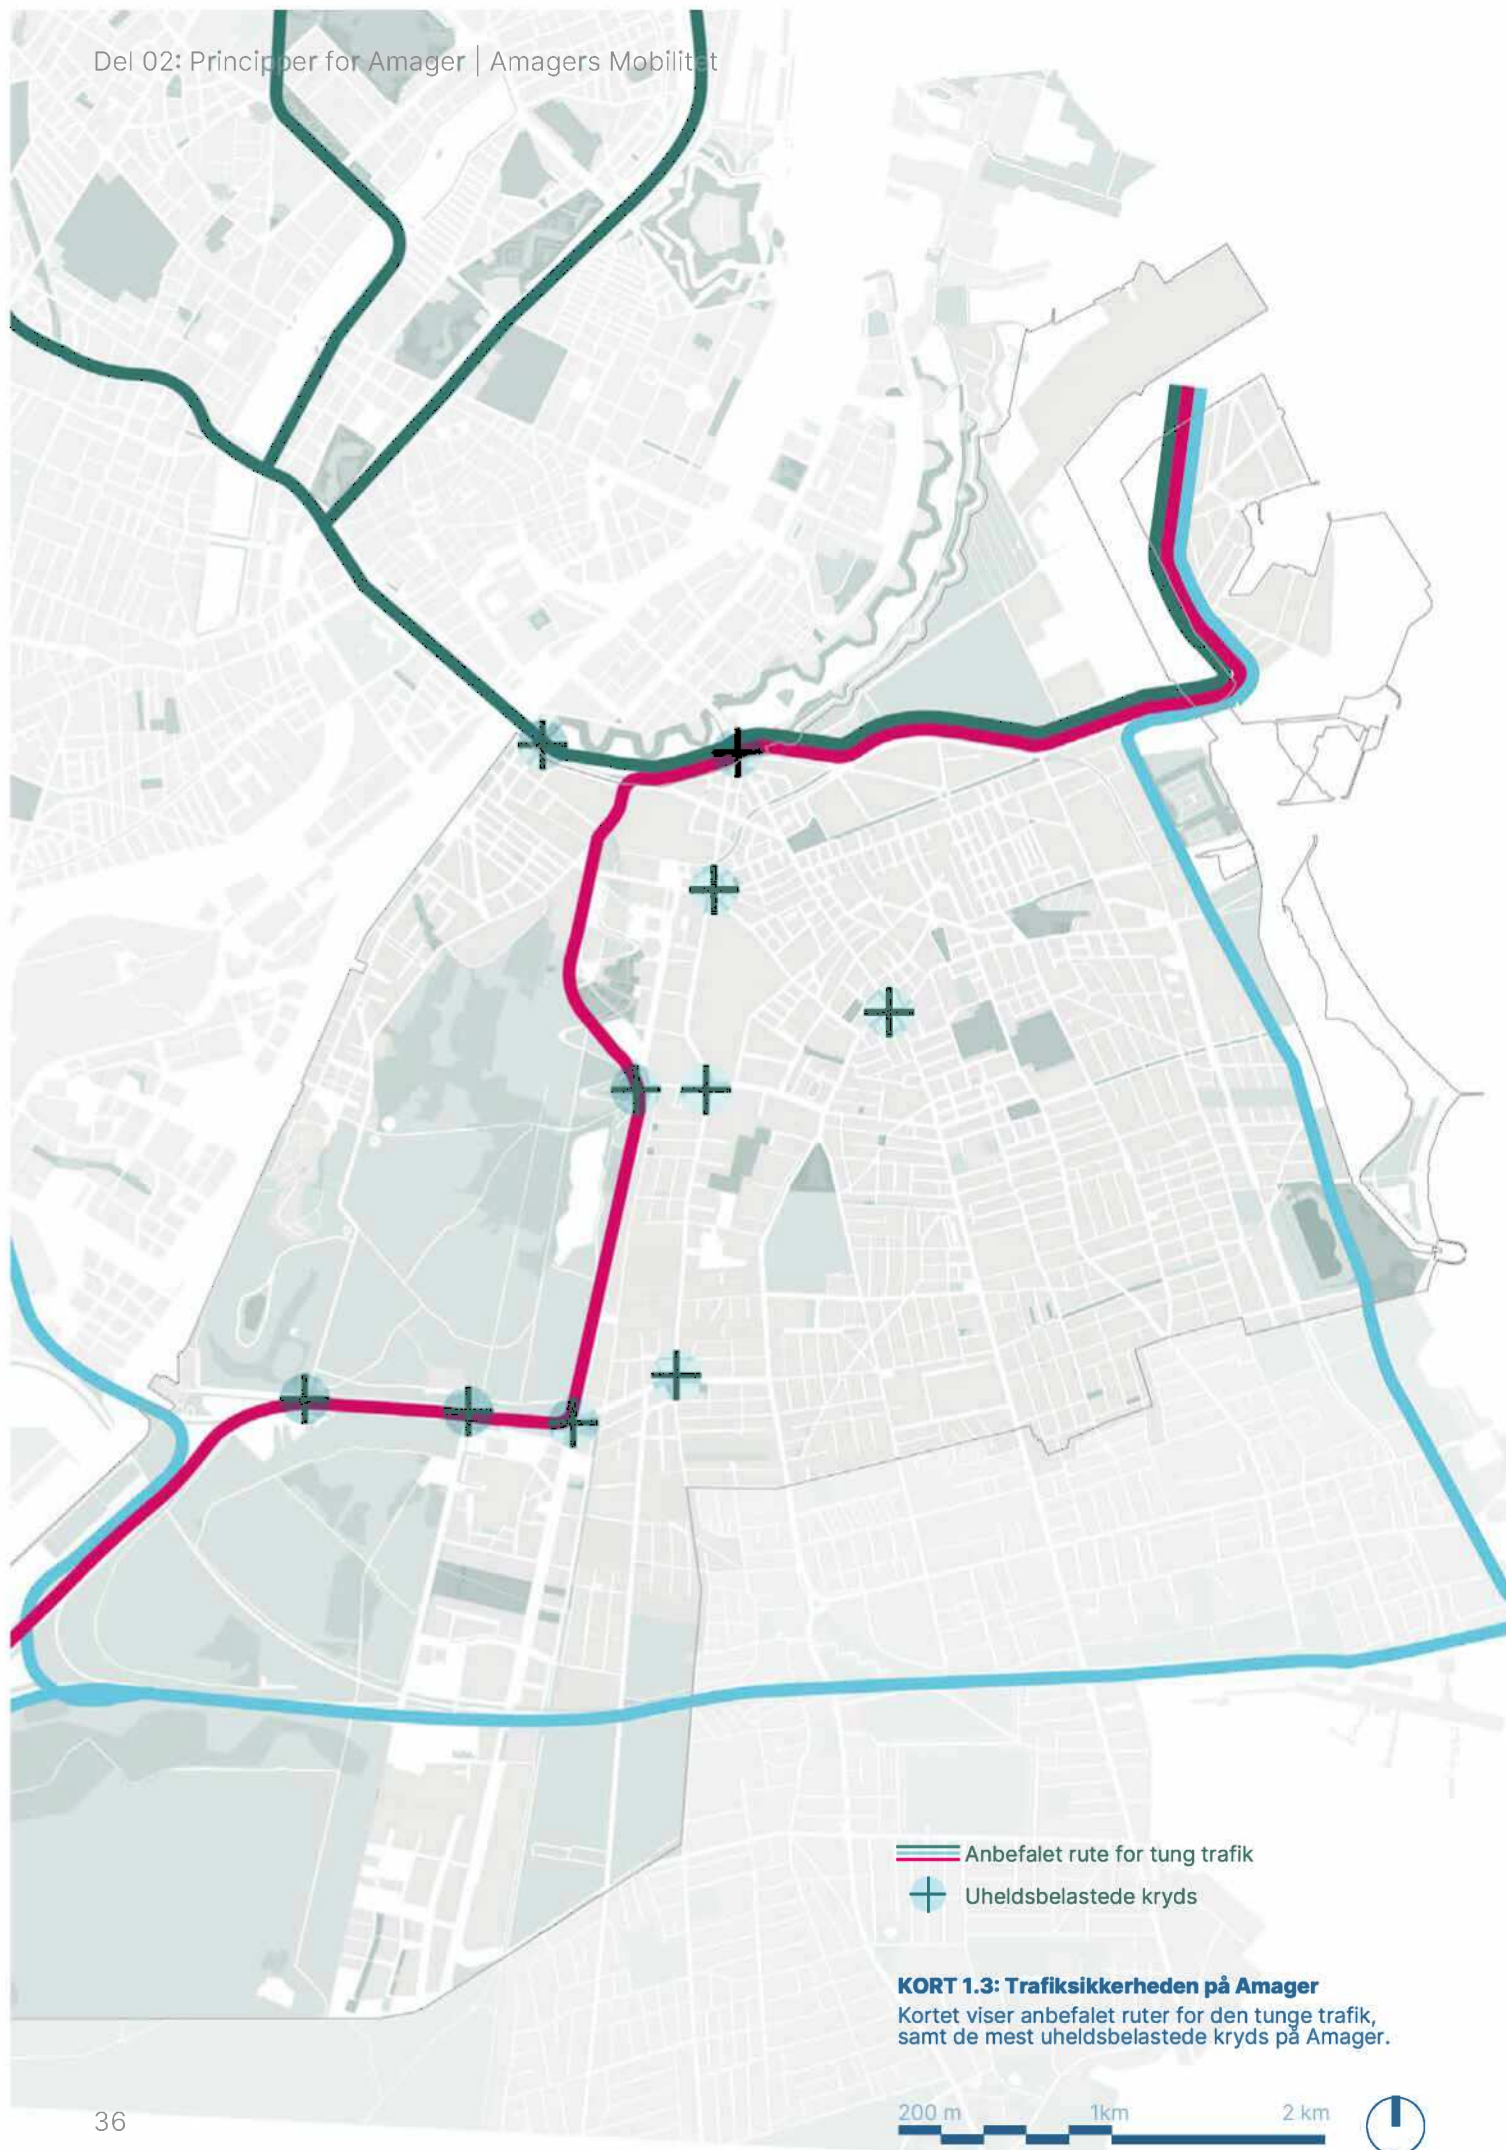 Del 02: Principper for Amager | Amagers Mobilitet
Anbefalet rute for tung trafik
Uheldsbelastede kryds
KORT 1.3: Trafiksikkerheden på Amager
Kortet viser anbefalet ruter for den tunge trafik,
samt de mest uheldsbelastede kryds på Amager.
200 m 1km 2 km
36